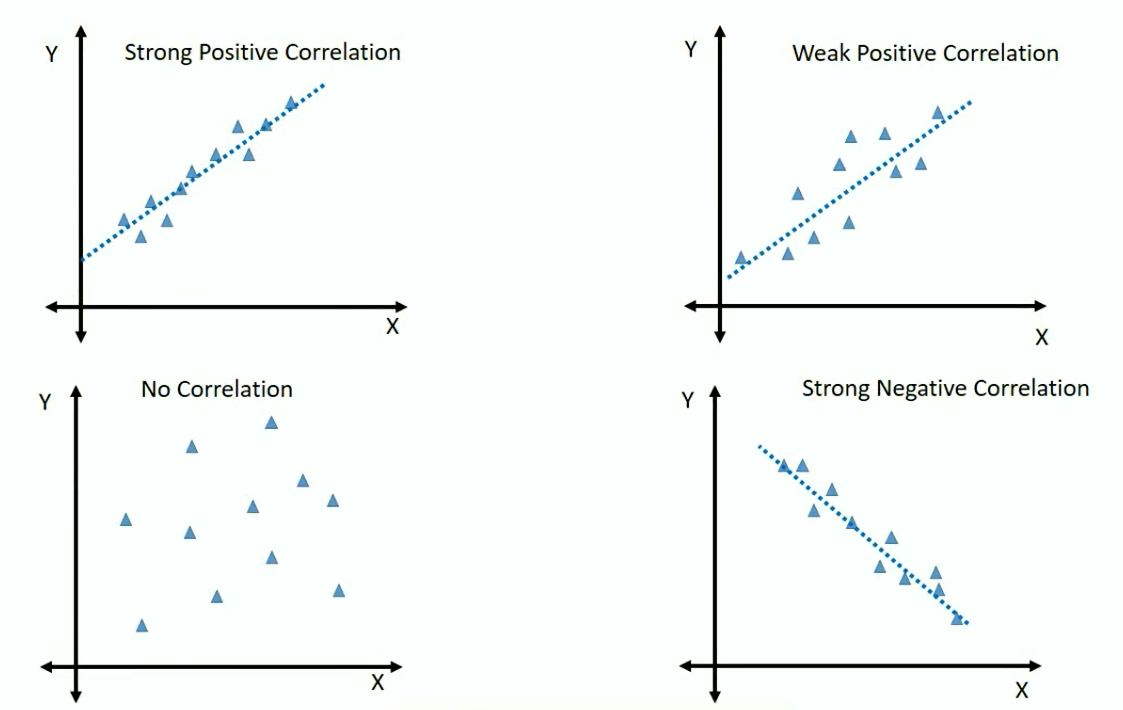 Y
Strong Positive Correlation
X
Y
Weak Positive Correlation
X
Y
No Correlation
X
Y
Strong Negative Correlation
X